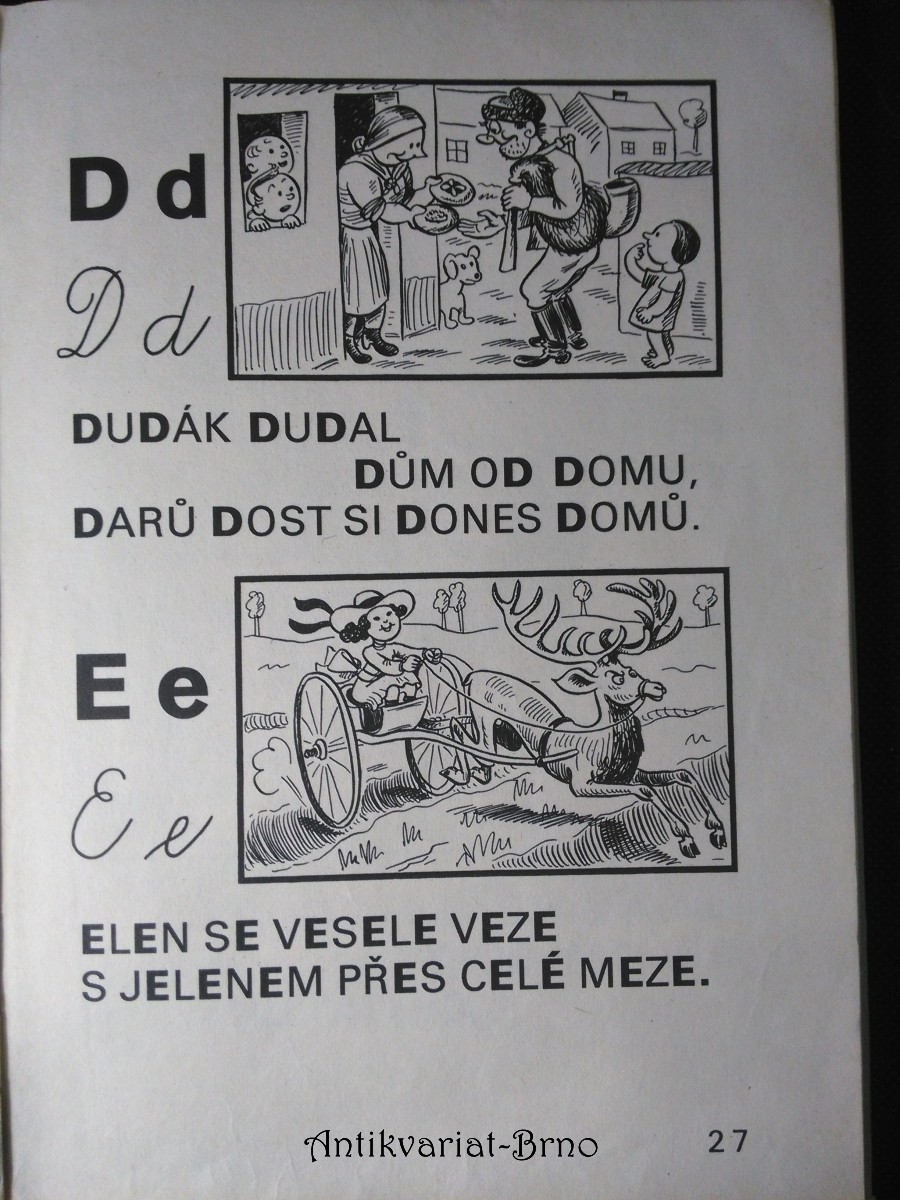 D d
D d
DUDÁK DUDAL
DŮM OD DOMU,
DARŮ DOST SI DONES DOMŮ.
E e
E e
ELEN SE VESELE VEZE
S JELENEM PŘES CELÉ MEZE.
Antikvariat-Brno
27